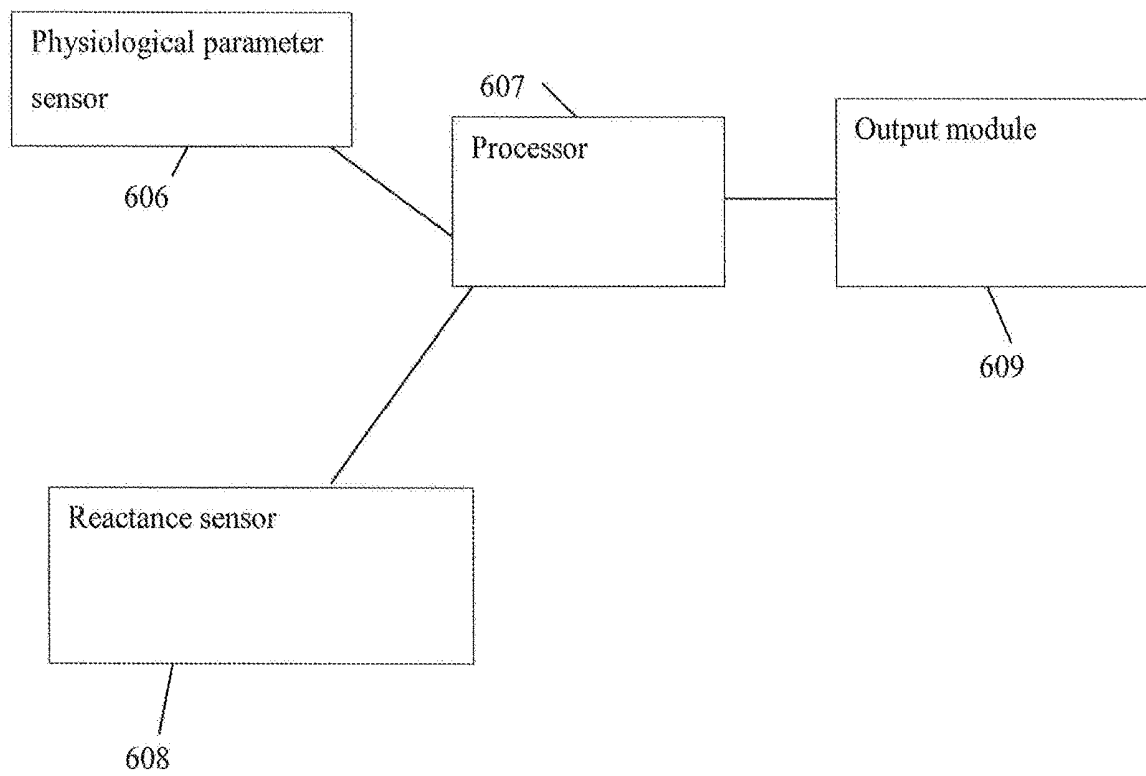 Physiological parameter
sensor
606
607
Processor
Output module
609
Reactance sensor
608